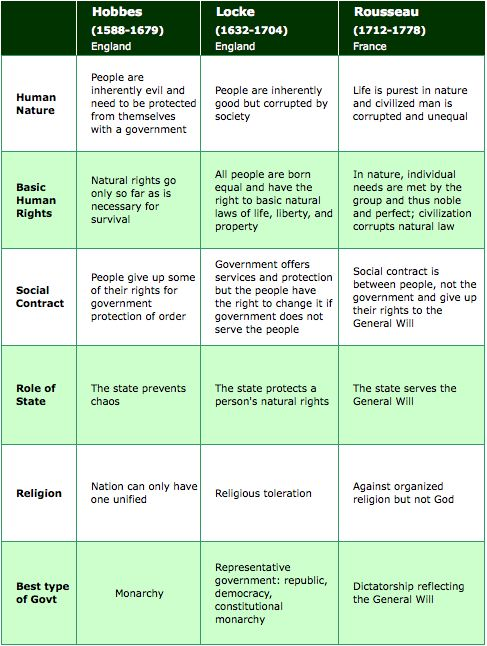 Hobbes
(1588-1679)
England
Locke
(1632-1704)
England
Rousseau
(1712-1778)
France
Human
Nature
People are
inherently evil and
need to be protected
from themselves
with a government
People are inherently
good but corrupted by
society
Life is purest in nature
and civilized man is
corrupted and unequal
Basic
Human
Rights
Natural rights go
only so far as is
necessary for
survival
All people are born
equal and have the
right to basic natural
laws of life, liberty, and
property
In nature, individual
needs are met by the
group and thus noble
and perfect; civilization
corrupts natural law
Social
Contract
People give up some
of their rights for
government
protection of order
Government offers
services and protection
but the people have
the right to change it if
government does not
serve the people
Social contract is
between people, not the
government and give up
their rights to the
General Will
Role of
State
The state prevents
chaos
The state protects a
person's natural rights
The state serves the
General Will
Religion
Nation can only have
one unified
Religious toleration
Against organized
religion but not God
Best type
of Govt
Monarchy
Representative
government: republic,
democracy,
constitutional
monarchy
Dictatorship reflecting
the General Will